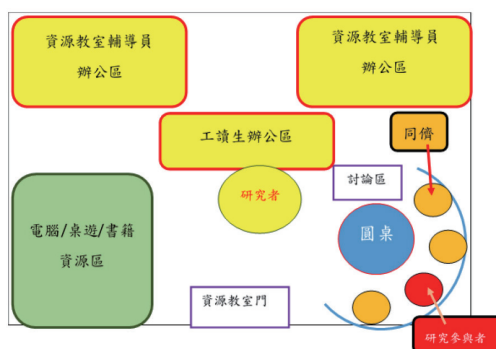 資源教室輔導員
辦公區
資源教室輔導員
辦公區
工讀生辦公區
同儕
研究者
討論區
電腦/桌遊/書籍
資源區
圓桌
資源教室門
研究參與者